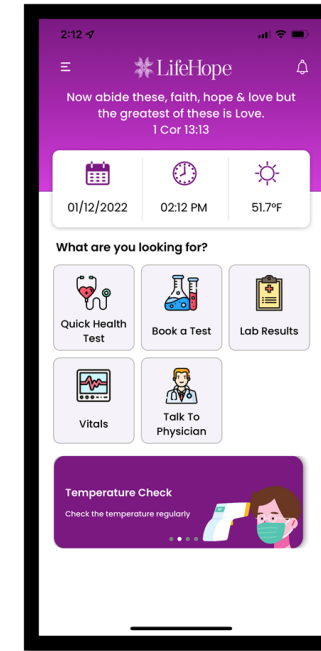 2:12
LifeHope
Now abide these, faith, hope & love but
the greatest of these is Love.
1 Cor 13:13
01/12/2022
02:12 PM
51.7°F
What are you looking for?
Quick Health
Test
Book a Test
Lab Results
Vitals
Talk To
Physician
Temperature Check
Check the temperature regularly